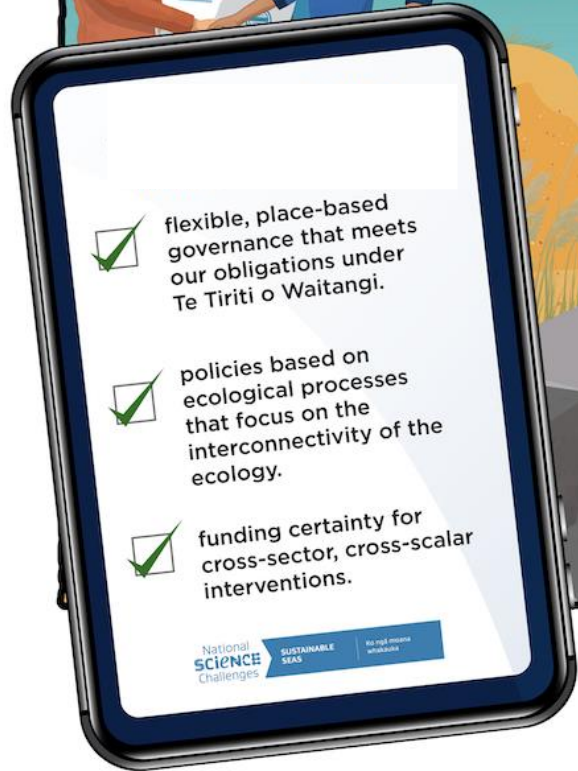 flexible, place-based
governance that meets
our obligations under
Te Tiriti o Waitangi.
policies based on
ecological processes
that focus on the
interconnectivity of the
ecology.
funding certainty for
cross-sector, cross-scalar
interventions.
National
SCiENCE
Challenges
SUSTAINABLE
SEAS
Ko ngā moana
whakauka